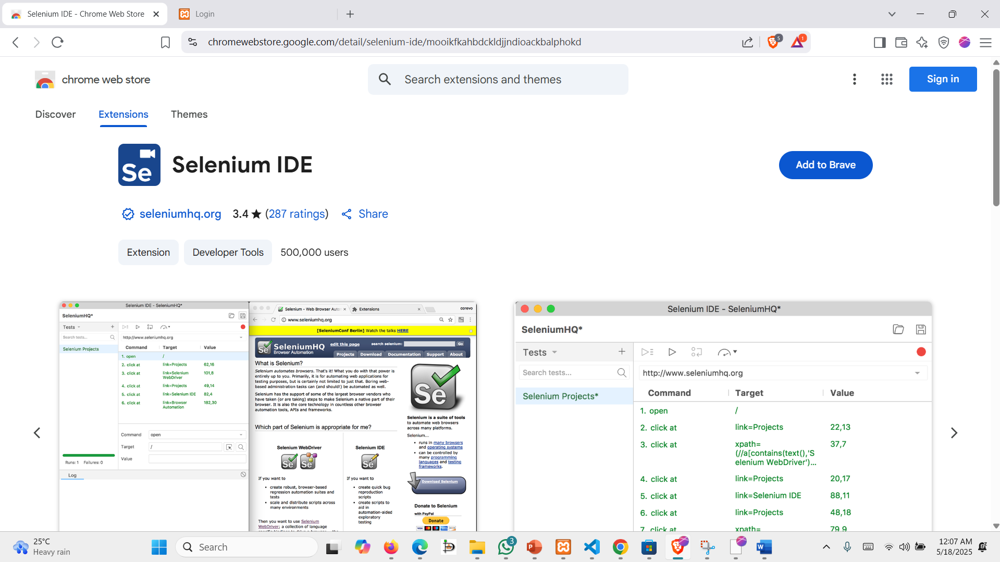 Selenium IDE - Chrome Web Store
Login
chromewebstore.google.com/detail/selenium-ide/mooikfkahbdckldjjndioackbalphokd
5
1
chrome web store
Search extensions and themes
Sign in
Discover
Extensions
Themes
Se
Selenium IDE
Add to Brave
seleniumhq.org
3.4 ★ (287 ratings)
Share
Extension
Developer Tools
500,000 users
Selenium IDE - SeleniumHQ*
SeleniumHQ*
Tests
Search tests...
Selenium Projects
http://www.seleniumhq.org
Command Target Value
1. open /
2. click at link=Projects 62,16
3. click at link=Selenium WebDriver 101,8
4. click at link=Projects 49,14
5. click at link=Selenium IDE 82,4
6. click at link=Browser Automation 182,30
Command open
Target /
Value
Runs: 1 Failures: 0
Log
Selenium - Web Browser Autom
Extensions
corevo
www.seleniumhq.org
[SeleniumConf Berlin] Watch the talks HERE
SeleniumHQ
Browser Automation
edit this page
search selenium:
Go
Projects Download Documentation Support About
What is Selenium?
Selenium automates browsers. That's it! What you do with that power is
entirely up to you. Primarily, it is for automating web applications for
testing purposes, but is certainly not limited to just that. Boring web-
based administration tasks can (and should!) be automated as well.
Selenium has the support of some of the largest browser vendors who
have taken (or are taking) steps to make Selenium a native part of their
browser. It is also the core technology in countless other browser
automation tools, APIs and frameworks.
Which part of Selenium is appropriate for me?
Selenium WebDriver
If you want to
create robust, browser-based
regression automation suites and
tests
scale and distribute scripts across
many environments
Then you want to use Selenium
WebDriver; a collection of language
Selenium IDE
If you want to
create quick bug
reproduction
scripts
create scripts to
aid in
automation-aided
exploratory
testing
Se
Selenium is a suite of tools
to automate web browsers
across many platforms.
Selenium...
runs in many browsers
and operating systems
can be controlled by
many programming
languages and testing
frameworks.
Download Selenium
Donate to Selenium
with PayPal
Donate
VISA
Selenium IDE - SeleniumHQ*
SeleniumHQ*
Tests
Search tests...
Selenium Projects*
http://www.seleniumhq.org
Command Target Value
1. open /
2. click at link=Projects 22,13
3. click at xpath= 37,7
(//a[contains(text(),'S
elenium WebDriver')...
4. click at link=Projects 20,17
5. click at link=Selenium IDE 88,11
6. click at link=Projects 48,18
7. click at xpath= 79,9
25°C
Heavy rain
Search
3
12:07 AM
5/18/2025